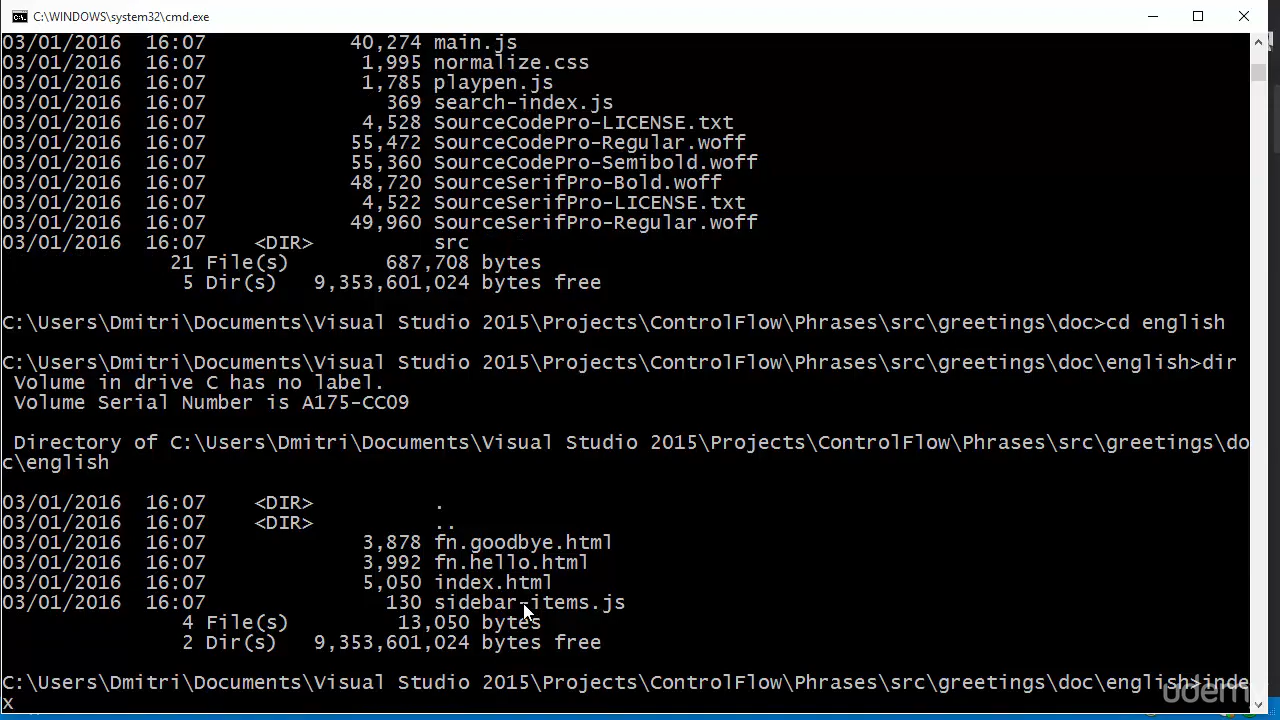 C:\WINDOWS\system32\cmd.exe
03/01/2016  16:07            40,274 main.js
03/01/2016  16:07             1,995 normalize.css
03/01/2016  16:07             1,785 playpen.js
03/01/2016  16:07               369 search-index.js
03/01/2016  16:07             4,528 SourceCodePro-LICENSE.txt
03/01/2016  16:07            55,472 SourceCodePro-Regular.woff
03/01/2016  16:07            55,360 SourceCodePro-Semibold.woff
03/01/2016  16:07            48,720 SourceSerifPro-Bold.woff
03/01/2016  16:07             4,522 SourceSerifPro-LICENSE.txt
03/01/2016  16:07            49,960 SourceSerifPro-Regular.woff
03/01/2016  16:07    <DIR>          src
              21 File(s)        687,708 bytes
               5 Dir(s)   9,353,601,024 bytes free
C:\Users\Dmitri\Documents\Visual Studio 2015\Projects\ControlFlow\Phrases\src\greetings\doc>cd english
C:\Users\Dmitri\Documents\Visual Studio 2015\Projects\ControlFlow\Phrases\src\greetings\doc\english>dir
 Volume in drive C has no label.
 Volume Serial Number is A175-CC09
 Directory of C:\Users\Dmitri\Documents\Visual Studio 2015\Projects\ControlFlow\Phrases\src\greetings\do
c\english
03/01/2016  16:07    <DIR>          .
03/01/2016  16:07    <DIR>          ..
03/01/2016  16:07             3,878 fn.goodbye.html
03/01/2016  16:07             3,992 fn.hello.html
03/01/2016  16:07             5,050 index.html
03/01/2016  16:07               130 sidebar-items.js
               4 File(s)         13,050 bytes
               2 Dir(s)   9,353,601,024 bytes free
C:\Users\Dmitri\Documents\Visual Studio 2015\Projects\ControlFlow\Phrases\src\greetings\doc\english>inde
x
udemy